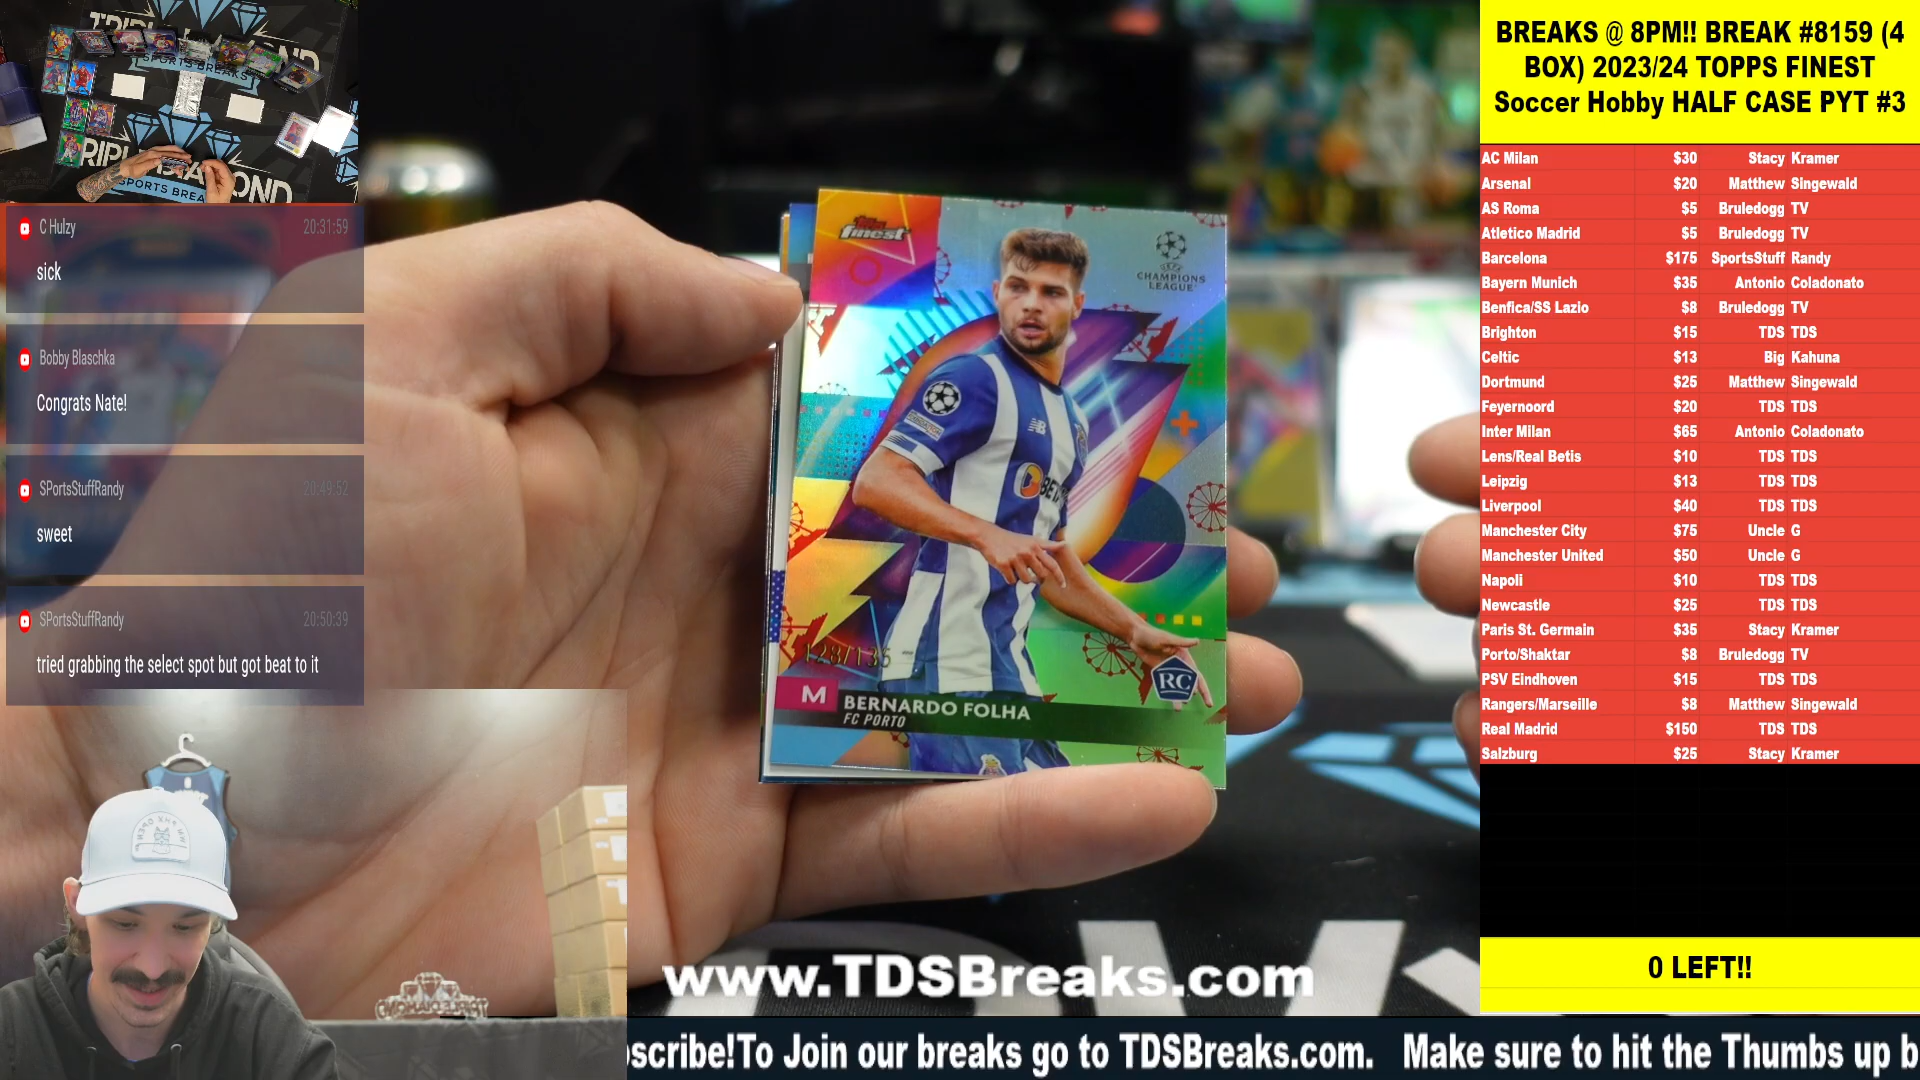 TRIPLE DIAMOND
SPORTS BREAKS
SPORTS BREA
C Hulzy 20:31:59
sick
Bobby Blaschka
Congrats Nate!
SPortsStuffRandy 20:49:52
sweet
SPortsStuffRandy 20:50:39
tried grabbing the select spot but got beat to it
Topps
finest
UEFA
CHAMPIONS
LEAGUE
128/135
RC
M BERNARDO FOLHA
FC PORTO
www.TDSBreaks.com
BREAKS @ 8PM!! BREAK #8159 (4
BOX) 2023/24 TOPPS FINEST
Soccer Hobby HALF CASE PYT #3
AC Milan $30 Stacy Kramer
Arsenal $20 Matthew Singewald
AS Roma $5 Bruledogg TV
Atletico Madrid $5 Bruledogg TV
Barcelona $175 SportsStuff Randy
Bayern Munich $35 Antonio Coladonato
Benfica/SS Lazio $8 Bruledogg TV
Brighton $15 TDS TDS
Celtic $13 Big Kahuna
Dortmund $25 Matthew Singewald
Feyernoord $20 TDS TDS
Inter Milan $65 Antonio Coladonato
Lens/Real Betis $10 TDS TDS
Leipzig $13 TDS TDS
Liverpool $40 TDS TDS
Manchester City $75 Uncle G
Manchester United $50 Uncle G
Napoli $10 TDS TDS
Newcastle $25 TDS TDS
Paris St. Germain $35 Stacy Kramer
Porto/Shaktar $8 Bruledogg TV
PSV Eindhoven $15 TDS TDS
Rangers/Marseille $8 Matthew Singewald
Real Madrid $150 TDS TDS
Salzburg $25 Stacy Kramer
0 LEFT!!
scribe!To Join our breaks go to TDSBreaks.com. Make sure to hit the Thumbs up b